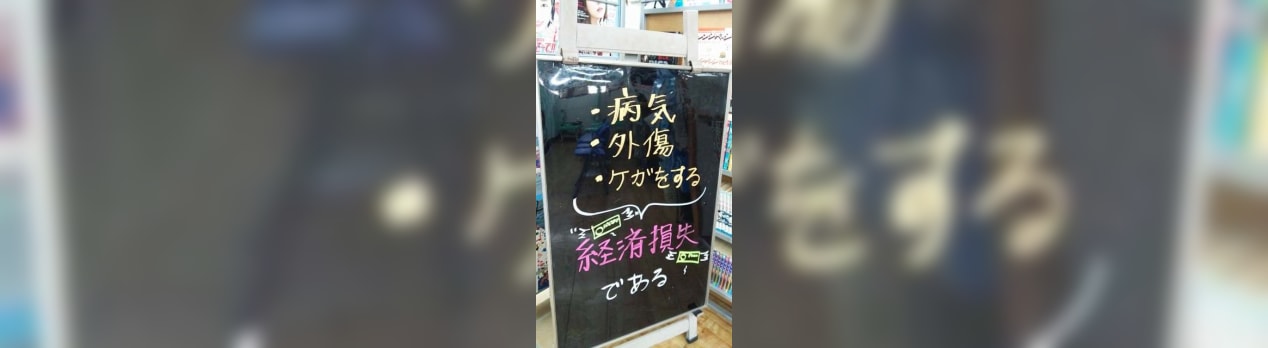 ・病気
・外傷
・ケガをする
経済損失
である